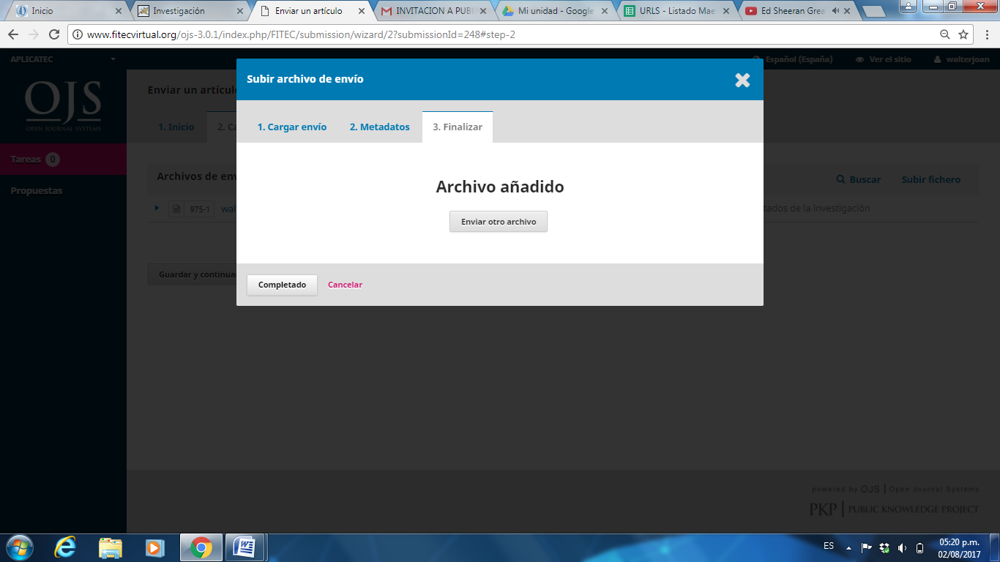 Inicio
Investigación
Enviar un artículo
INVITACION A PUBL
Mi unidad - Google
URLS - Listado Mae
Ed Sheeran Grea
www.fitecvirtual.org/ojs-3.0.1/index.php/FITEC/submission/wizard/2?submissionId=248#step-2
APLICATEC
Español (España)
Ver el sitio
walterjoan
OJS
OPEN JOURNAL SYSTEMS
Tareas 0
Propuestas
Enviar un artícul
1. Inicio
2. Ca
Subir archivo de envío
1. Cargar envío
2. Metadatos
3. Finalizar
Archivos de env
Buscar
Subir fichero
975-1
wal
tados de la investigación
Archivo añadido
Enviar otro archivo
Guardar y continuar
Completado
Cancelar
powered by OJS | Open Journal Systems
PKP | PUBLIC KNOWLEDGE PROJECT
ES
05:20 p.m.
02/08/2017